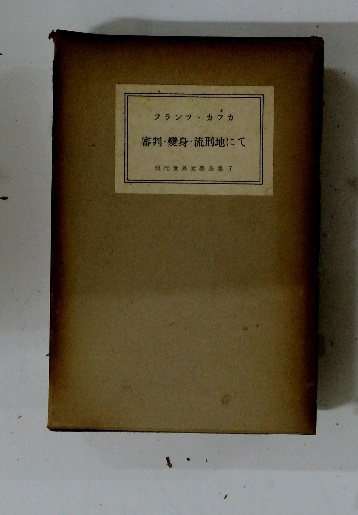 フランツ・カフカ
審判・變身・流刑地にて
現代世界文學全集 7